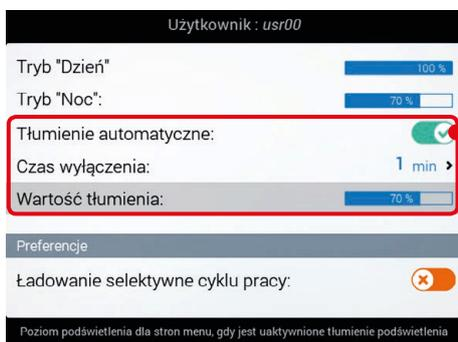 Użytkownik : usr00
Tryb "Dzień" 100 %
Tryb "Noc": 70 %
Tłumienie automatyczne:
Czas wyłączenia: 1 min >
Wartość tłumienia: 70 %
Preferencje
Ładowanie selektywne cyklu pracy:
Poziom podświetlenia dla stron menu, gdy jest uaktywnione tłumienie podświetlenia